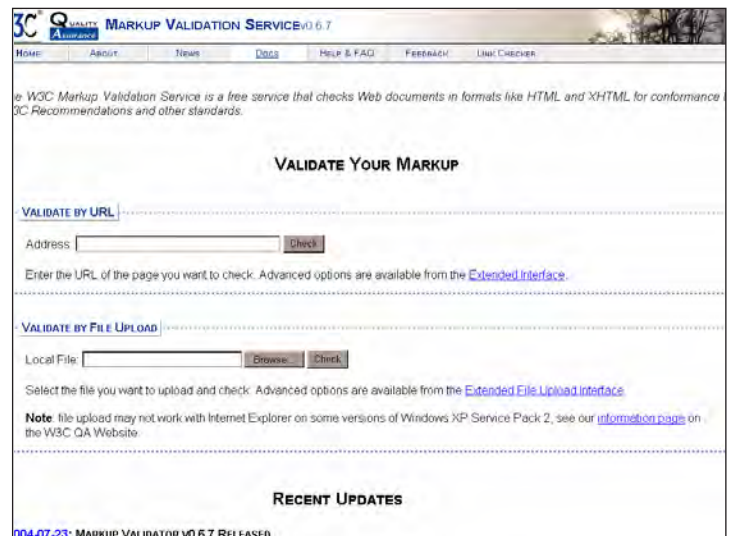 3C® QUALITY ASSURANCE MARKUP VALIDATION SERVICE v0.6.7
HOME ABOUT NEWS DOCS HELP & FAQ FEEDBACK LINK CHECKER
e W3C Markup Validation Service is a free service that checks Web documents in formats like HTML and XHTML for conformance
3C Recommendations and other standards.
VALIDATE YOUR MARKUP
VALIDATE BY URL
Address: Check
Enter the URL of the page you want to check. Advanced options are available from the Extended Interface.
VALIDATE BY FILE UPLOAD
Local File: Browse... Check
Select the file you want to upload and check. Advanced options are available from the Extended File Upload Interface.
Note: file upload may not work with Internet Explorer on some versions of Windows XP Service Pack 2, see our information page on
the W3C QA Website.
RECENT UPDATES
004-07-23: MARKUP VALIDATOR V0.6.7 RELEASED